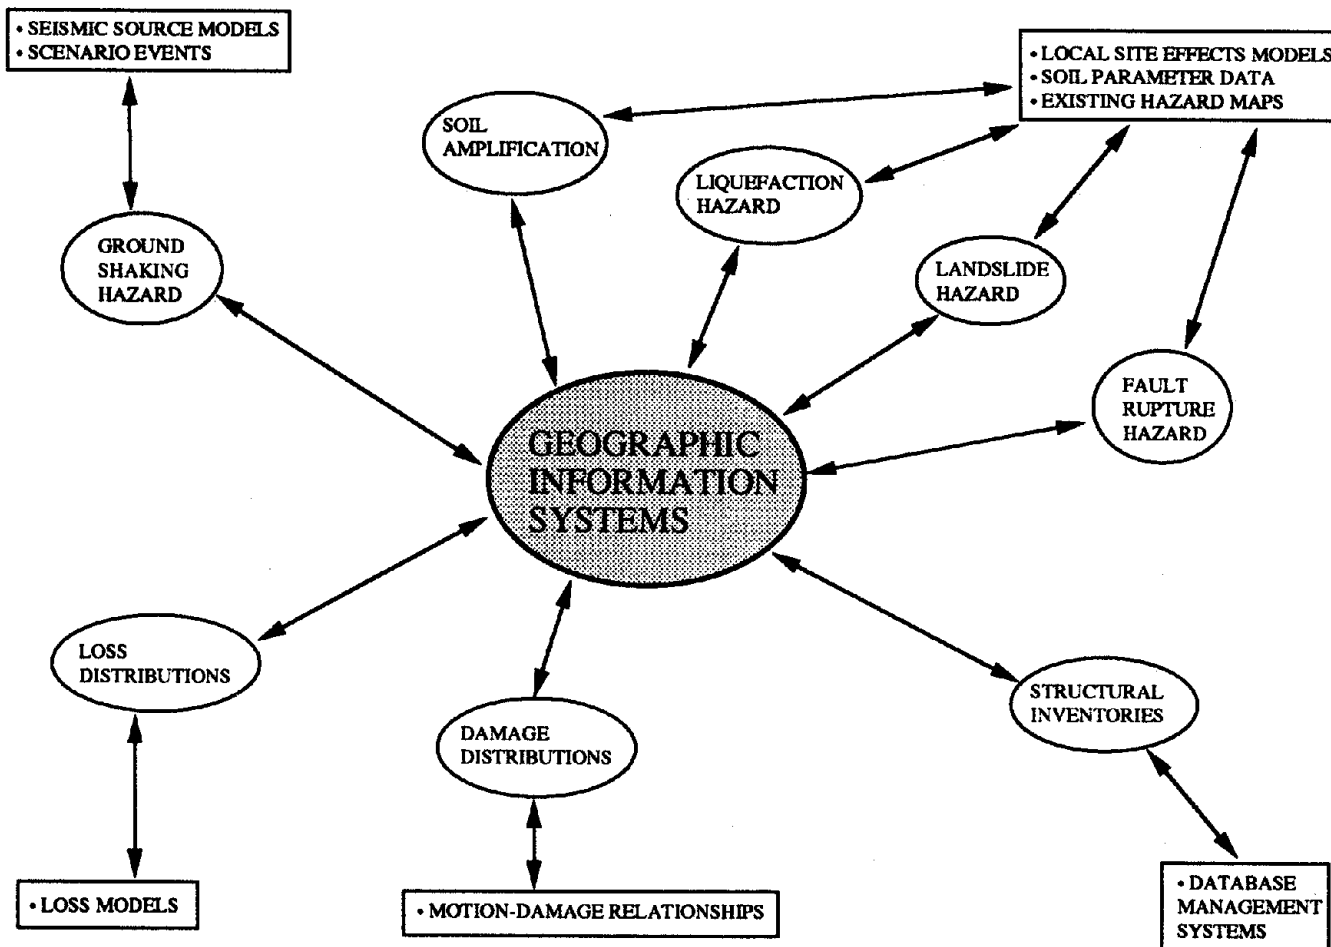 • SEISMIC SOURCE MODELS
• SCENARIO EVENTS
• LOCAL SITE EFFECTS MODELS
• SOIL PARAMETER DATA
• EXISTING HAZARD MAPS
SOIL
AMPLIFICATION
LIQUEFACTION
HAZARD
GROUND
SHAKING
HAZARD
LANDSLIDE
HAZARD
FAULT
RUPTURE
HAZARD
GEOGRAPHIC
INFORMATION
SYSTEMS
LOSS
DISTRIBUTIONS
DAMAGE
DISTRIBUTIONS
STRUCTURAL
INVENTORIES
• LOSS MODELS
• MOTION-DAMAGE RELATIONSHIPS
• DATABASE
MANAGEMENT
SYSTEMS